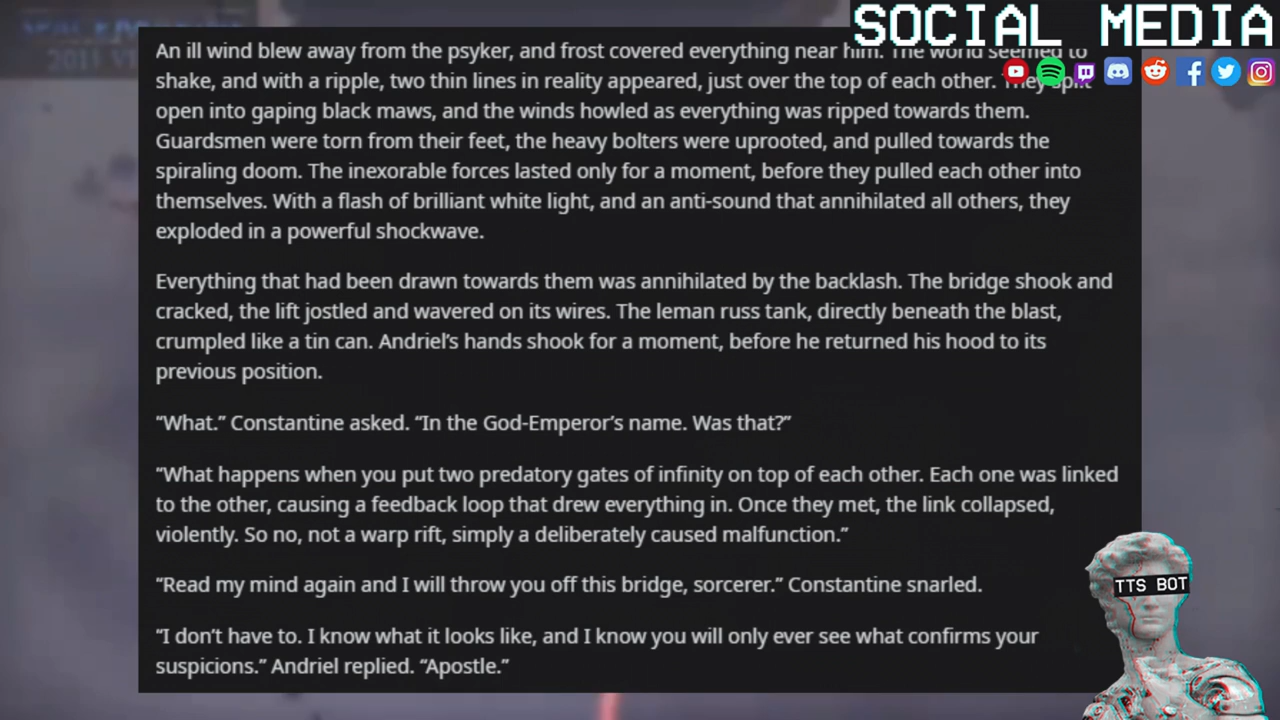 SOCIAL MEDIA
An ill wind blew away from the psyker, and frost covered everything near him. The world seemed to
shake, and with a ripple, two thin lines in reality appeared, just over the top of each other. They split
open into gaping black maws, and the winds howled as everything was ripped towards them.
Guardsmen were torn from their feet, the heavy bolters were uprooted, and pulled towards the
spiraling doom. The inexorable forces lasted only for a moment, before they pulled each other into
themselves. With a flash of brilliant white light, and an anti-sound that annihilated all others, they
exploded in a powerful shockwave.
Everything that had been drawn towards them was annihilated by the backlash. The bridge shook and
cracked, the lift jostled and wavered on its wires. The leman russ tank, directly beneath the blast,
crumpled like a tin can. Andriel’s hands shook for a moment, before he returned his hood to its
previous position.
“What.” Constantine asked. “In the God-Emperor’s name. Was that?”
“What happens when you put two predatory gates of infinity on top of each other. Each one was linked
to the other, causing a feedback loop that drew everything in. Once they met, the link collapsed,
violently. So no, not a warp rift, simply a deliberately caused malfunction.”
“Read my mind again and I will throw you off this bridge, sorcerer.” Constantine snarled.
“I don’t have to. I know what it looks like, and I know you will only ever see what confirms your
suspicions.” Andriel replied. “Apostle.”
TTS BOT